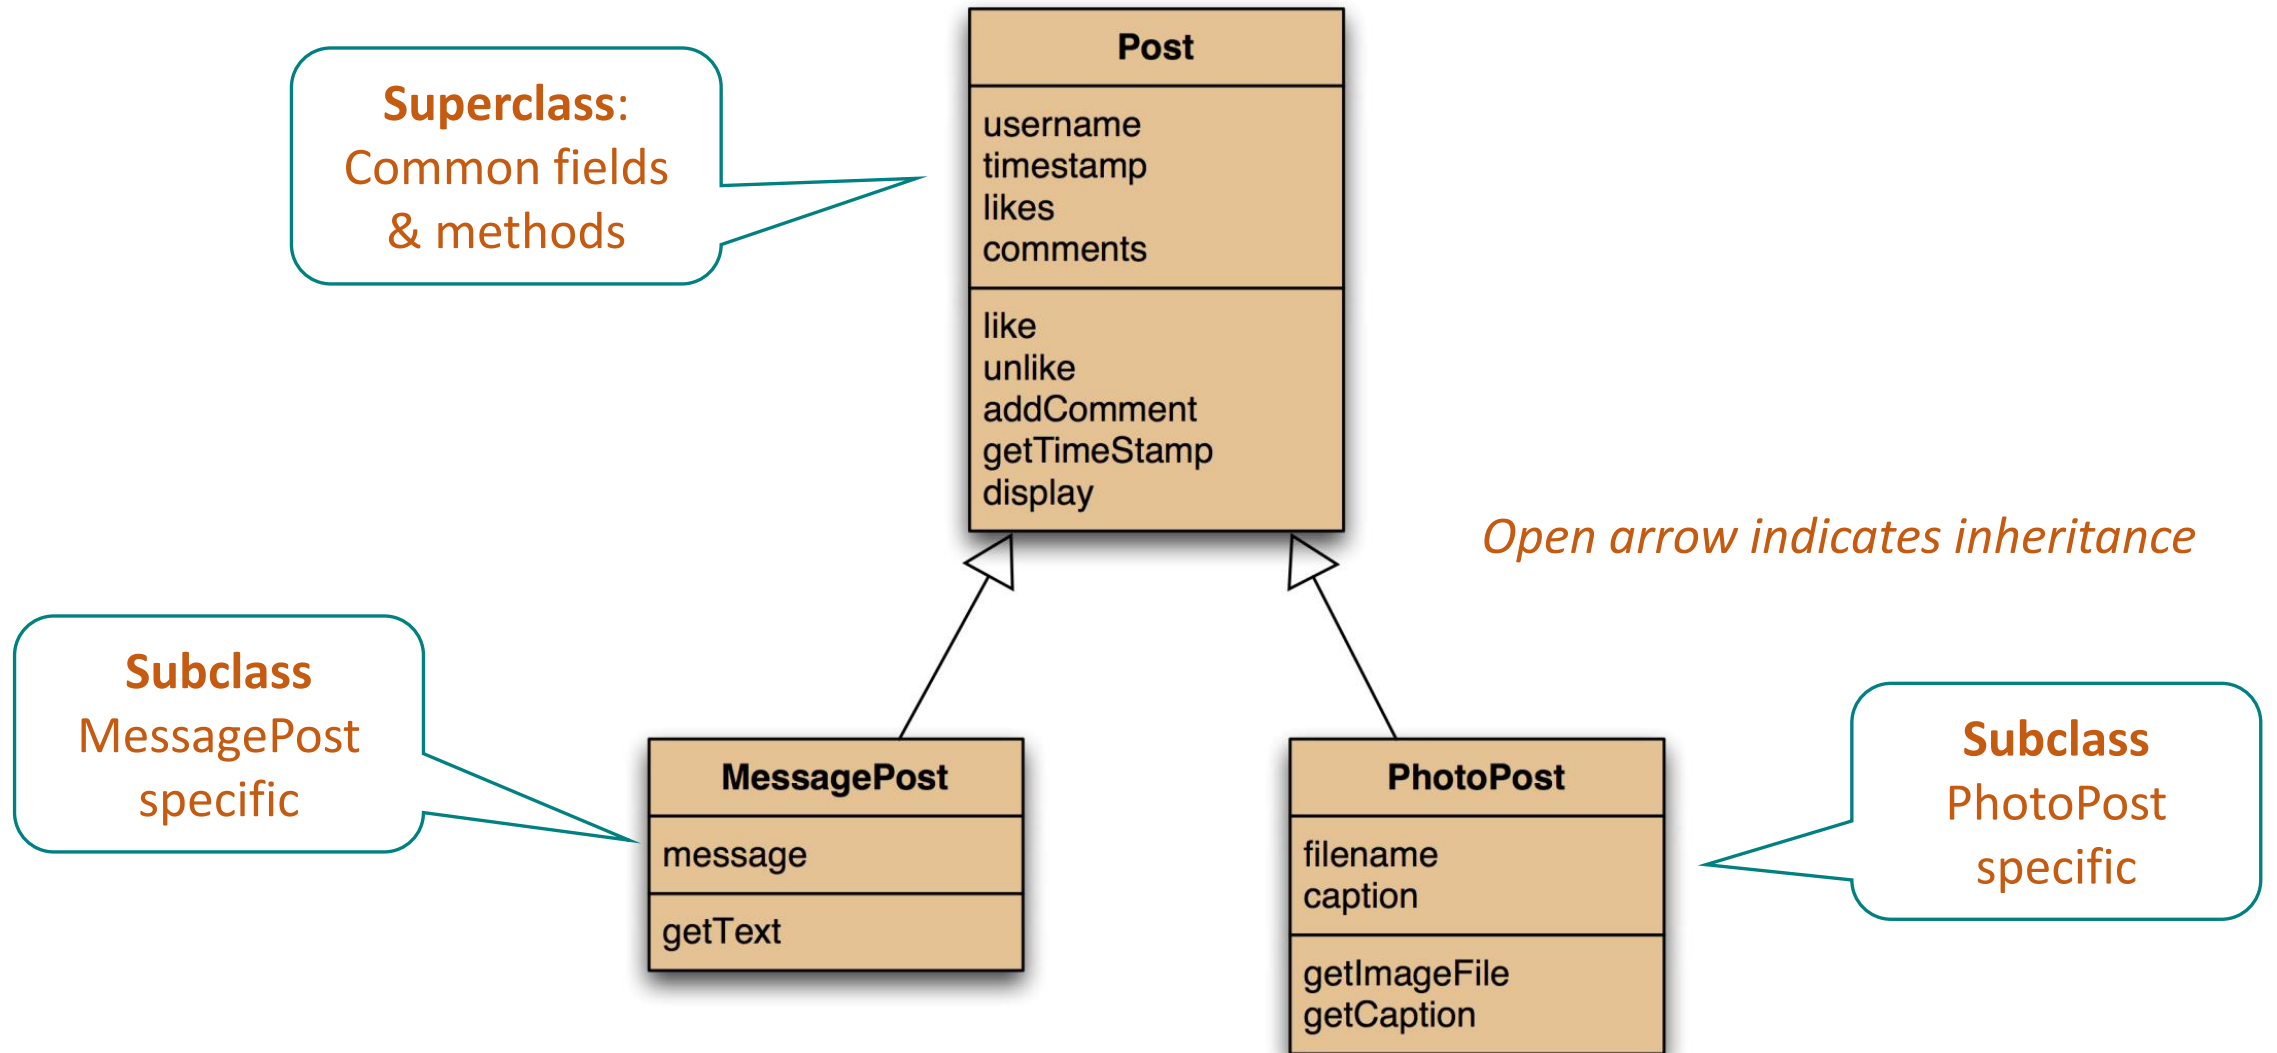 Post
username
timestamp
likes
comments
like
unlike
addComment
getTimeStamp
display
Superclass:
Common fields
& methods
Open arrow indicates inheritance
Subclass
MessagePost
specific
MessagePost
message
getText
PhotoPost
filename
caption
getImageFile
getCaption
Subclass
PhotoPost
specific